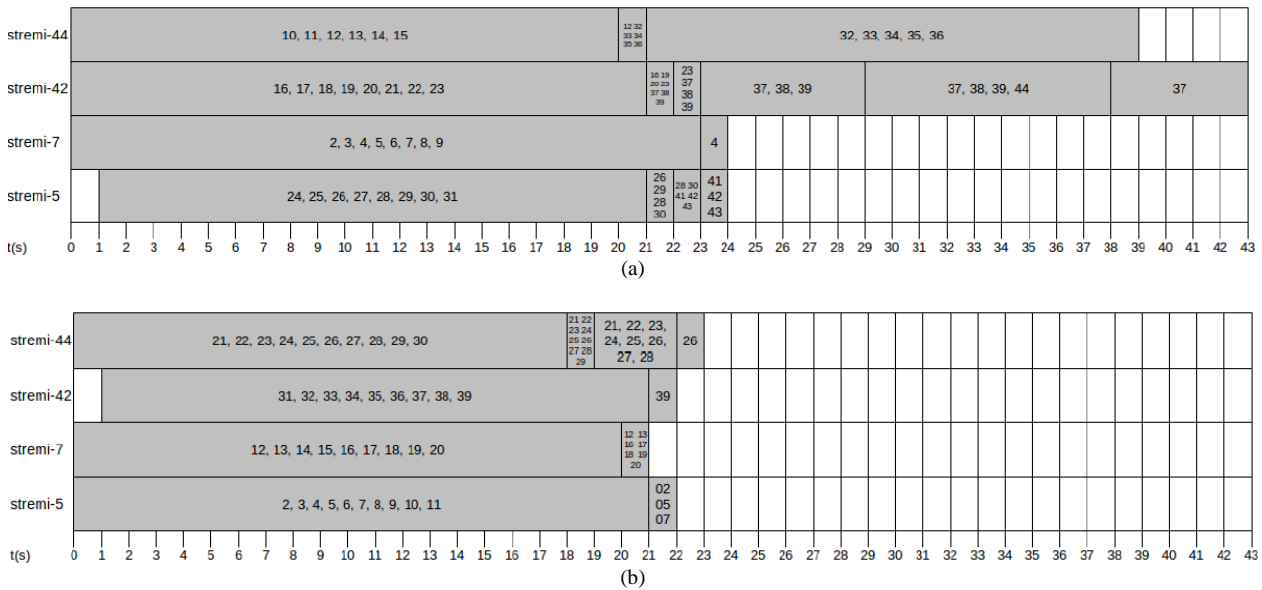 stremi-44
10, 11, 12, 13, 14, 15
12 32
33 34
35 36
32, 33, 34, 35, 36
stremi-42
16, 17, 18, 19, 20, 21, 22, 23
16 19
20 23
37 38
39
23
37
38
39
37, 38, 39
37, 38, 39, 44
37
stremi-7
2, 3, 4, 5, 6, 7, 8, 9
4
stremi-5
24, 25, 26, 27, 28, 29, 30, 31
26
29
28
30
28 30
41 42
43
41
42
43
t(s)
0 1 2 3 4 5 6 7 8 9 10 11 12 13 14 15 16 17 18 19 20 21 22 23 24 25 26 27 28 29 30 31 32 33 34 35 36 37 38 39 40 41 42 43
(a)
stremi-44
21, 22, 23, 24, 25, 26, 27, 28, 29, 30
21 22
23 24
25 26
27 28
29
21, 22, 23,
24, 25, 26,
27, 28
26
stremi-42
31, 32, 33, 34, 35, 36, 37, 38, 39
39
stremi-7
12, 13, 14, 15, 16, 17, 18, 19, 20
12 13
16 17
18 19
20
stremi-5
2, 3, 4, 5, 6, 7, 8, 9, 10, 11
02
05
07
t(s)
0 1 2 3 4 5 6 7 8 9 10 11 12 13 14 15 16 17 18 19 20 21 22 23 24 25 26 27 28 29 30 31 32 33 34 35 36 37 38 39 40 41 42 43
(b)